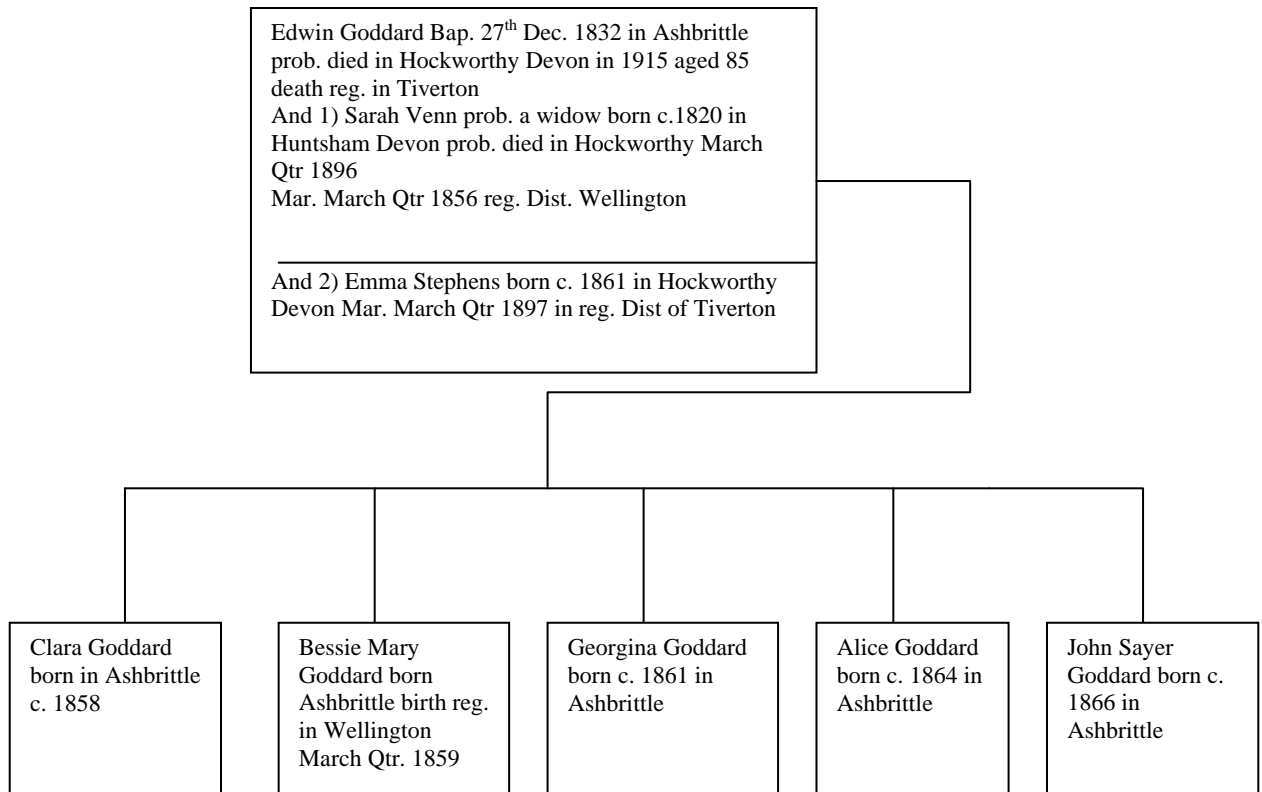 Edwin Goddard Bap. 27th Dec. 1832 in Ashbrittle
prob. died in Hockworthy Devon in 1915 aged 85
death reg. in Tiverton
And 1) Sarah Venn prob. a widow born c.1820 in
Huntsham Devon prob. died in Hockworthy March
Qtr 1896
Mar. March Qtr 1856 reg. Dist. Wellington
And 2) Emma Stephens born c. 1861 in Hockworthy
Devon Mar. March Qtr 1897 in reg. Dist of Tiverton
Clara Goddard
born in Ashbrittle
c. 1858
Bessie Mary
Goddard born
Ashbrittle birth reg.
in Wellington
March Qtr. 1859
Georgina Goddard
born c. 1861 in
Ashbrittle
Alice Goddard
born c. 1864 in
Ashbrittle
John Sayer
Goddard born c.
1866 in
Ashbrittle